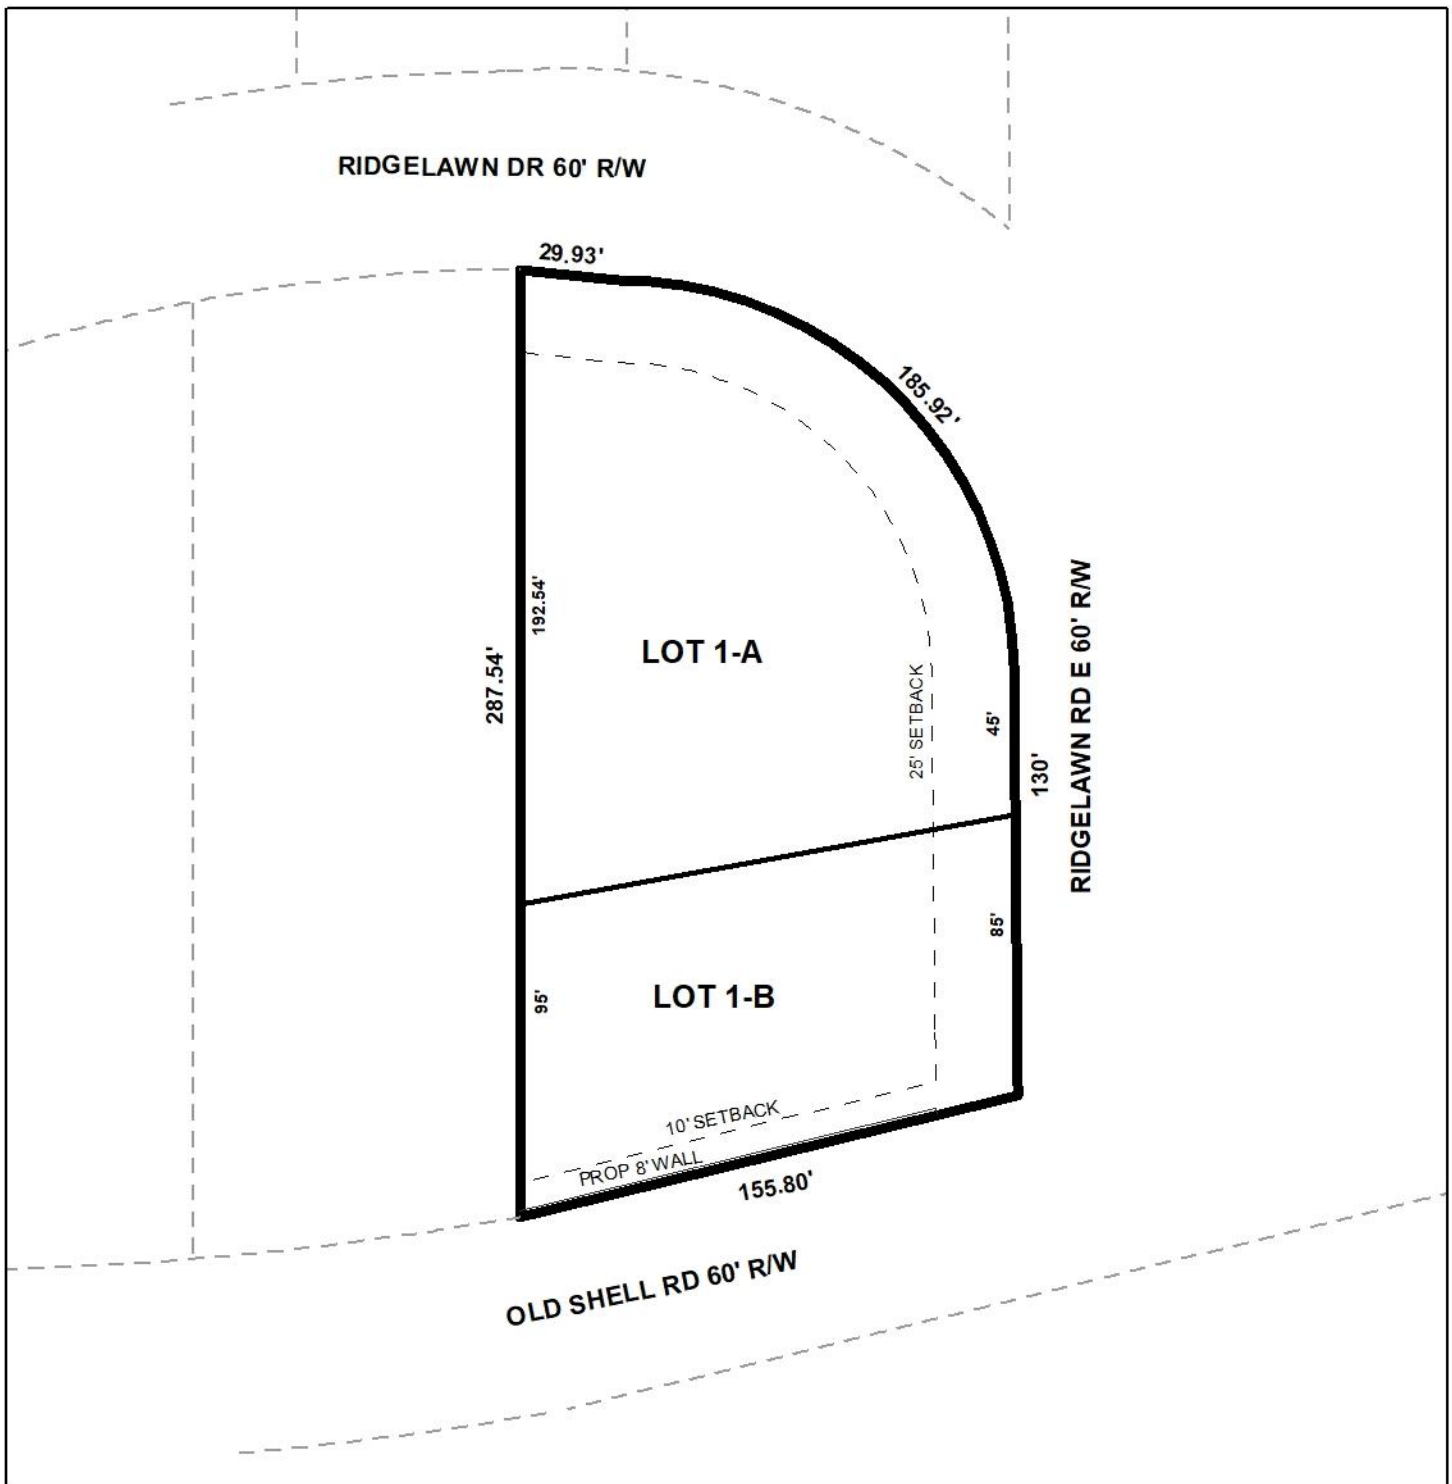 RIDGELAWN DR 60' R/W
29.93'
185.92'
192.54'
287.54'
LOT 1-A
25' SETBACK
45'
130'
RIDGELAWN RD E 60' R/W
85'
95'
LOT 1-B
10' SETBACK
PROP 8' WALL
155.80'
OLD SHELL RD 60' R/W